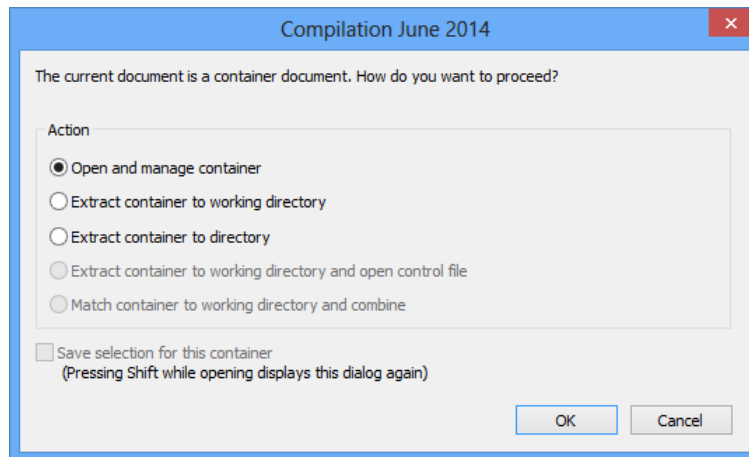 Compilation June 2014
The current document is a container document. How do you want to proceed?
Action
Open and manage container
Extract container to working directory
Extract container to directory
Extract container to working directory and open control file
Match container to working directory and combine
Save selection for this container
(Pressing Shift while opening displays this dialog again)
OK Cancel